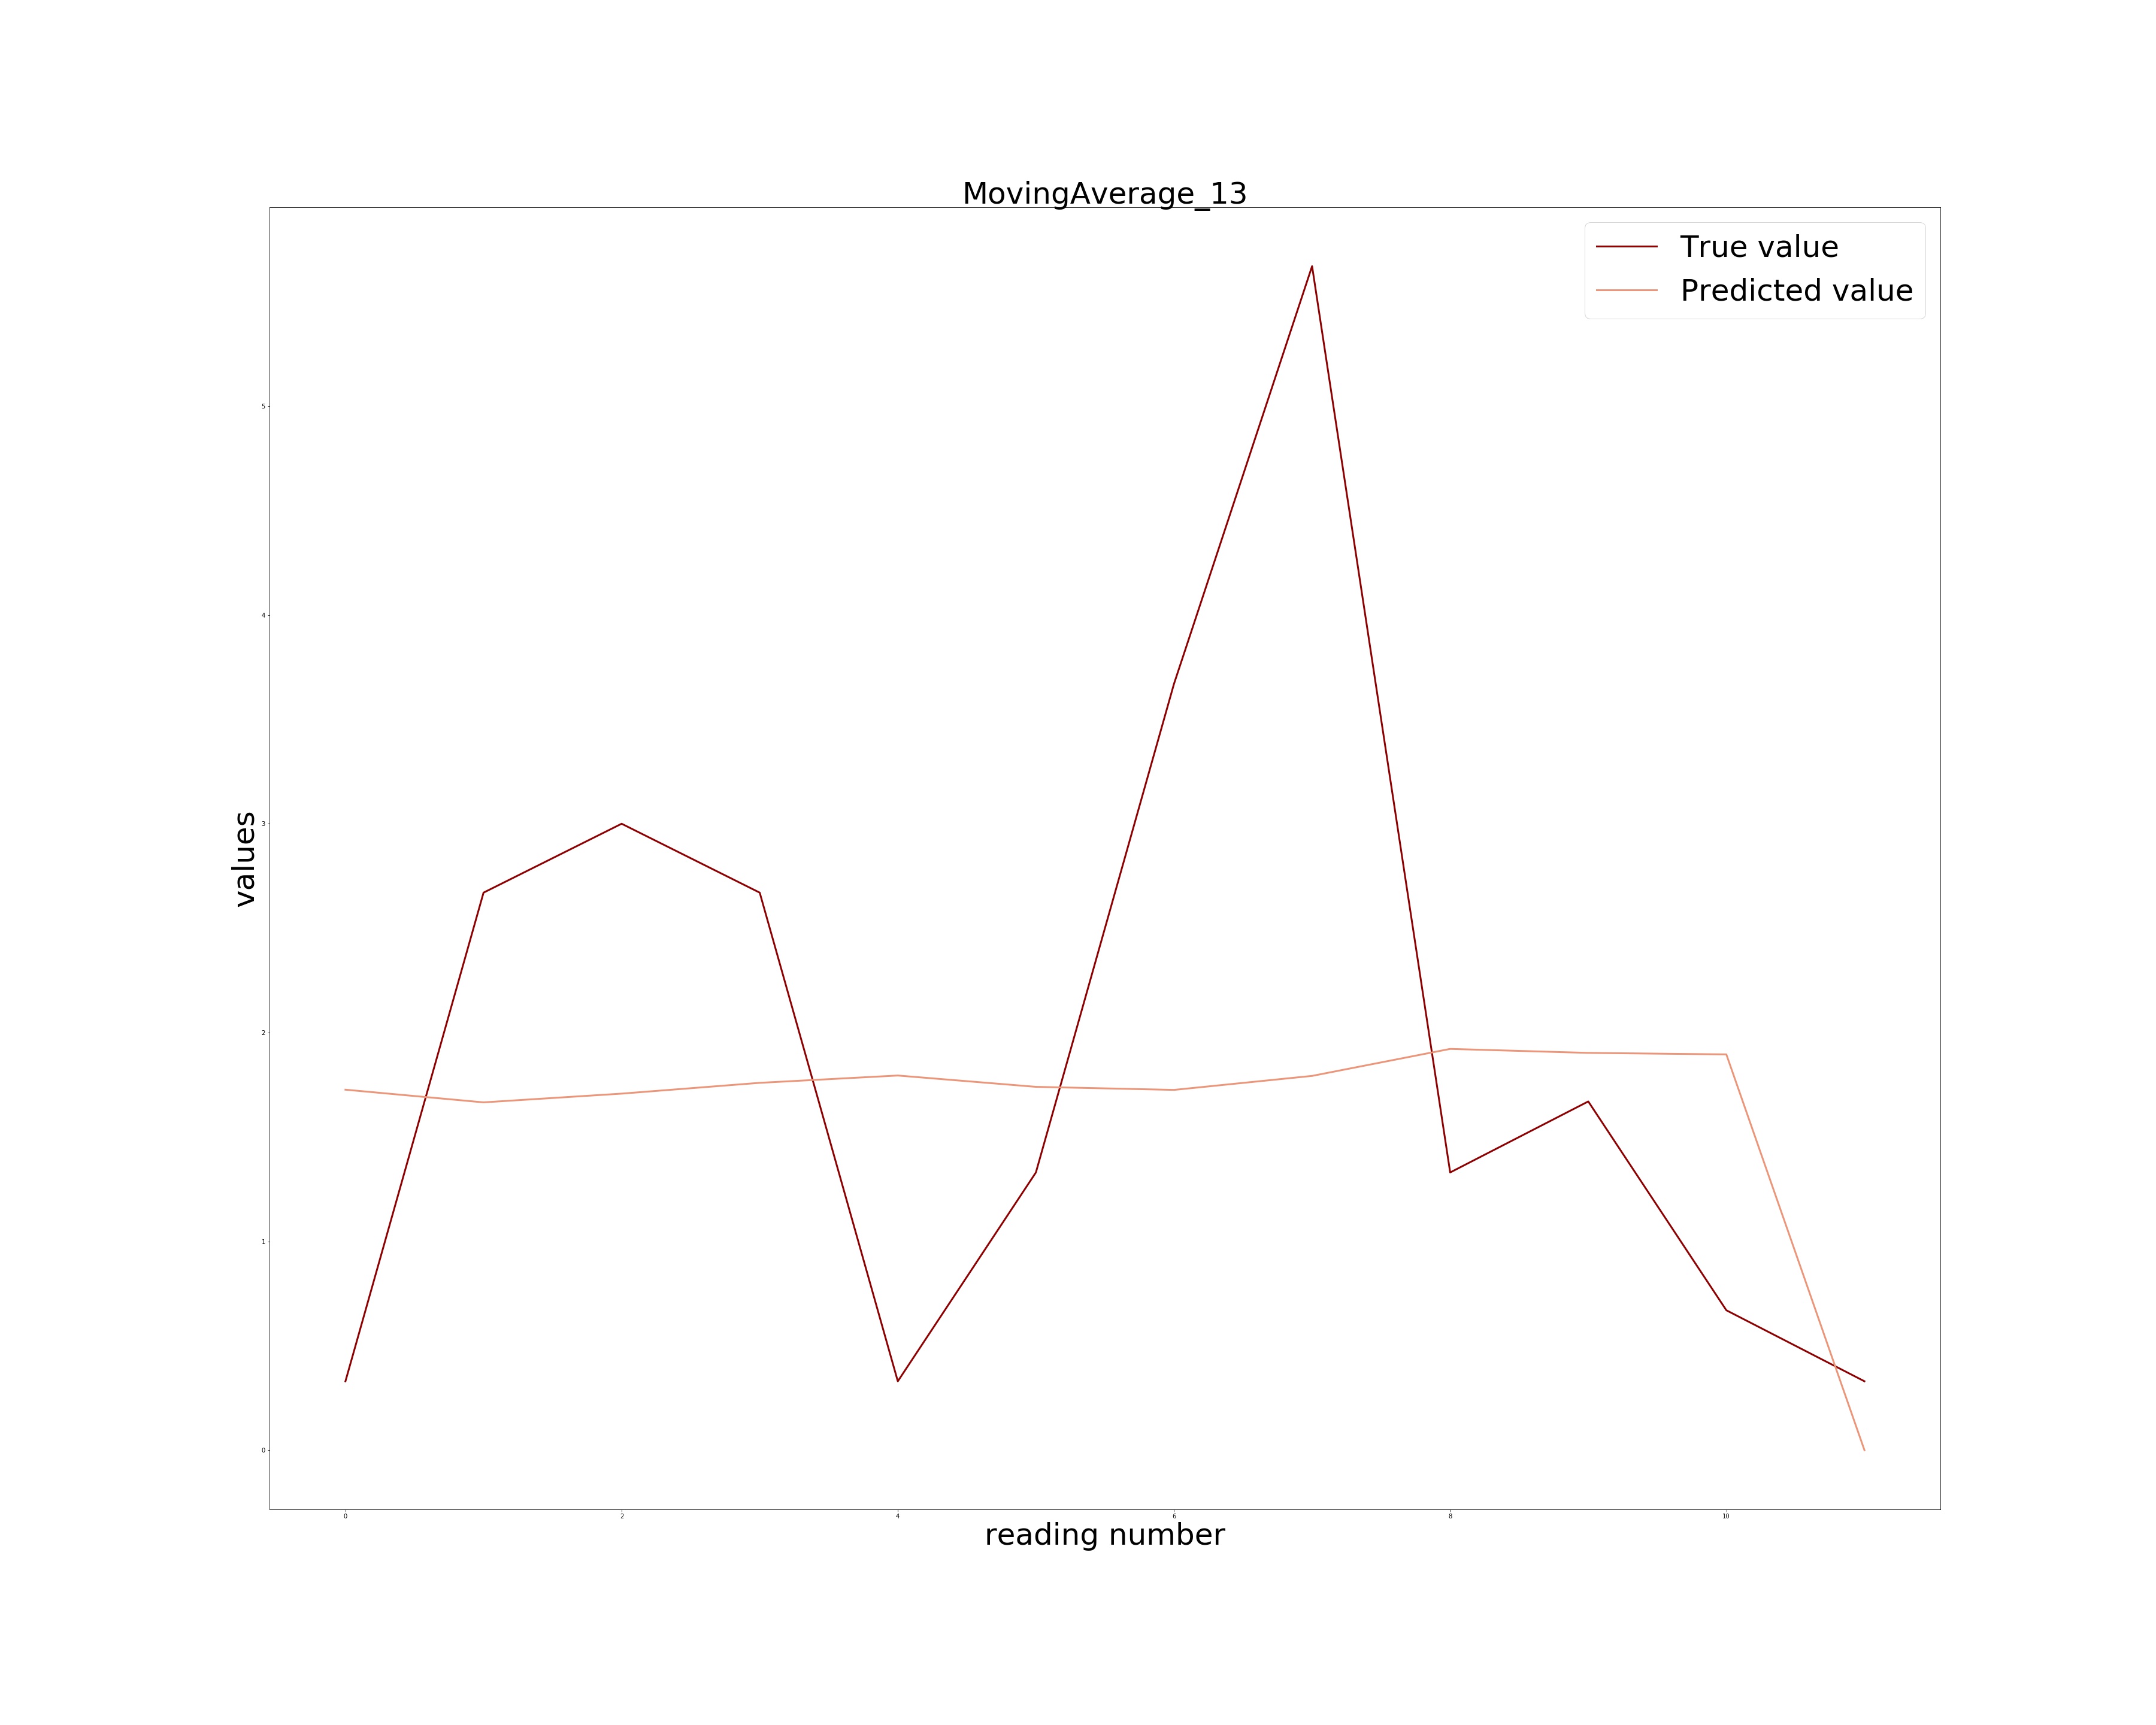 MovingAverage_13
True value
Predicted value
5
4
3
2
1
0
values
0 2 4 6 8 10
reading number